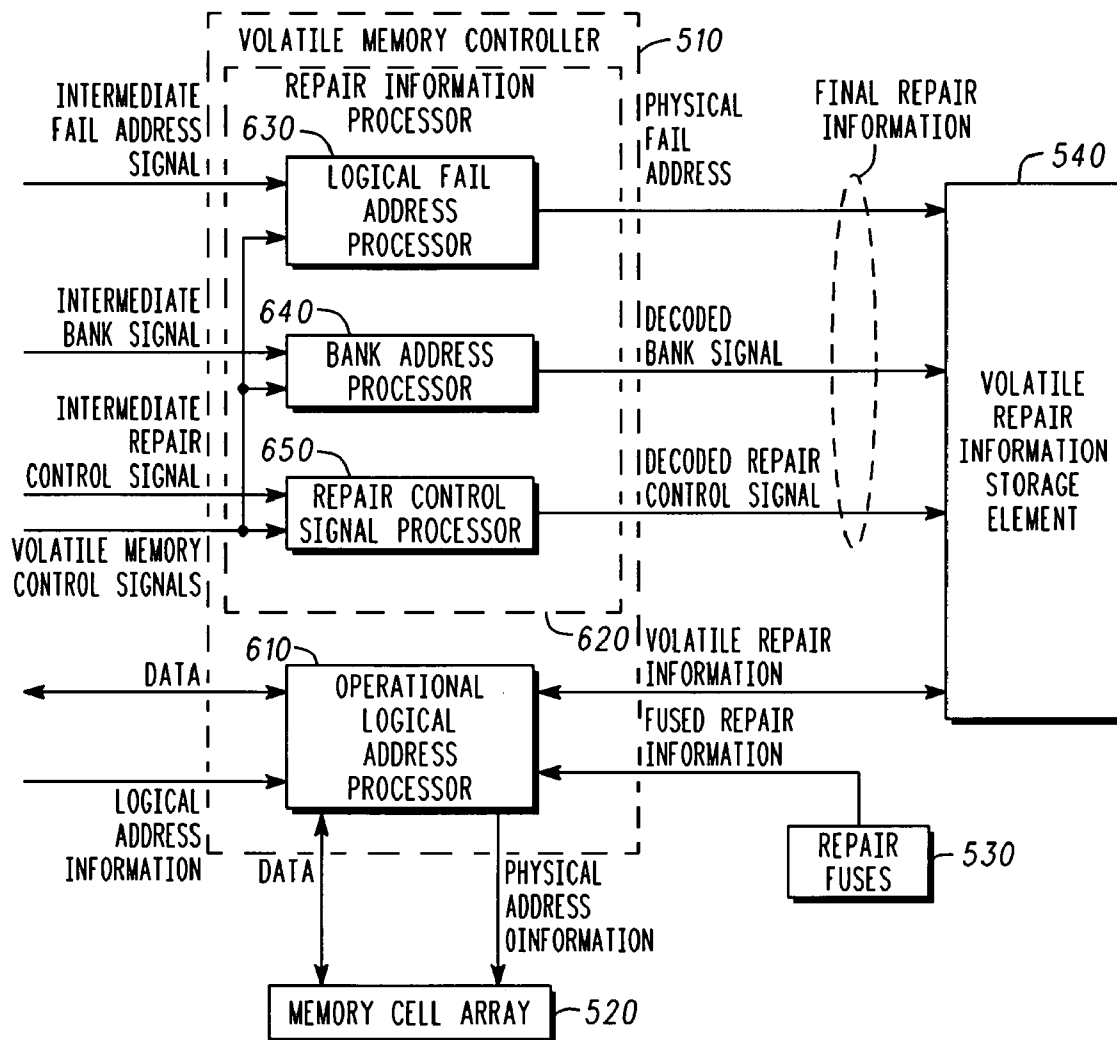 VOLATILE MEMORY CONTROLLER
510
REPAIR INFORMATION
PROCESSOR
INTERMEDIATE
FAIL ADDRESS
SIGNAL
630
LOGICAL FAIL
ADDRESS
PROCESSOR
PHYSICAL
FAIL
ADDRESS
FINAL REPAIR
INFORMATION
540
INTERMEDIATE
BANK SIGNAL
640
BANK ADDRESS
PROCESSOR
DECODED
BANK SIGNAL
VOLATILE
REPAIR
INFORMATION
STORAGE
ELEMENT
INTERMEDIATE
REPAIR
CONTROL SIGNAL
650
REPAIR CONTROL
SIGNAL PROCESSOR
DECODED REPAIR
CONTROL SIGNAL
VOLATILE MEMORY
CONTROL SIGNALS
620
610
DATA
OPERATIONAL
LOGICAL
ADDRESS
PROCESSOR
VOLATILE REPAIR
INFORMATION
FUSED REPAIR
INFORMATION
LOGICAL
ADDRESS
INFORMATION
REPAIR
FUSES
530
DATA
PHYSICAL
ADDRESS
OINFORMATION
MEMORY CELL ARRAY
520